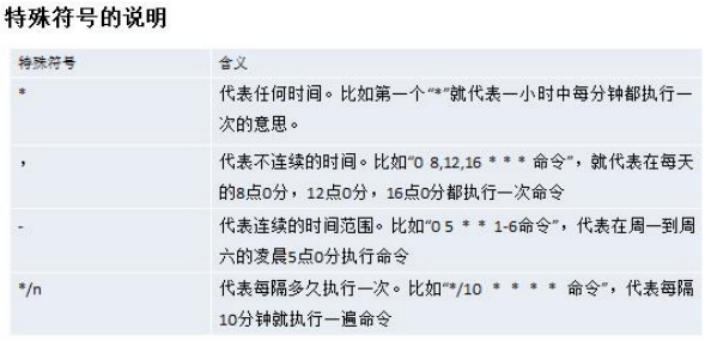 特殊符号的说明
特殊符号 含义
* 代表任何时间。比如第一个“*”就代表一小时中每分钟都执行一
次的意思。
， 代表不连续的时间。比如“0 8,12,16 * * * 命令”，就代表在每天
的8点0分，12点0分，16点0分都执行一次命令
- 代表连续的时间范围。比如“0 5 * * 1-6命令”，代表在周一到周
六的凌晨5点0分执行命令
*/n 代表每隔多久执行一次。比如“*/10 * * * * 命令”，代表每隔
10分钟就执行一遍命令